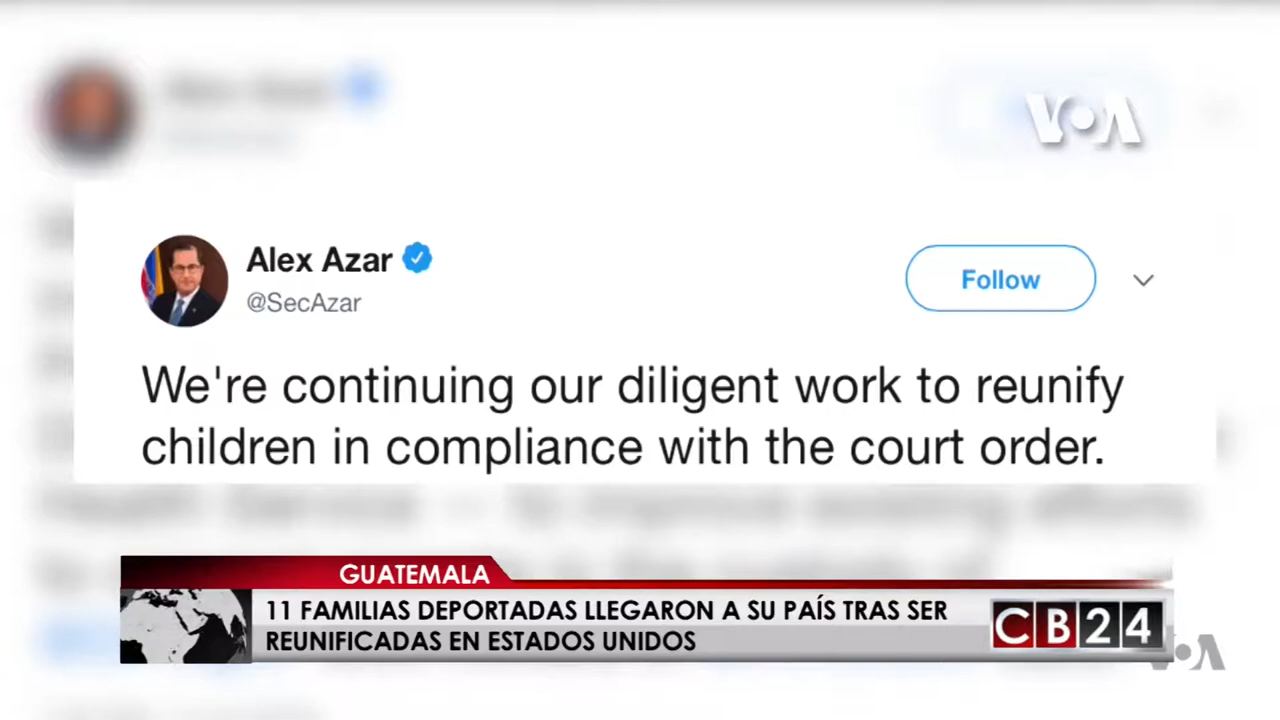 VOA
Alex Azar
@SecAzar
Follow
We're continuing our diligent work to reunify
children in compliance with the court order.
GUATEMALA
11 FAMILIAS DEPORTADAS LLEGARON A SU PAÍS TRAS SER
REUNIFICADAS EN ESTADOS UNIDOS
CB24
VOA